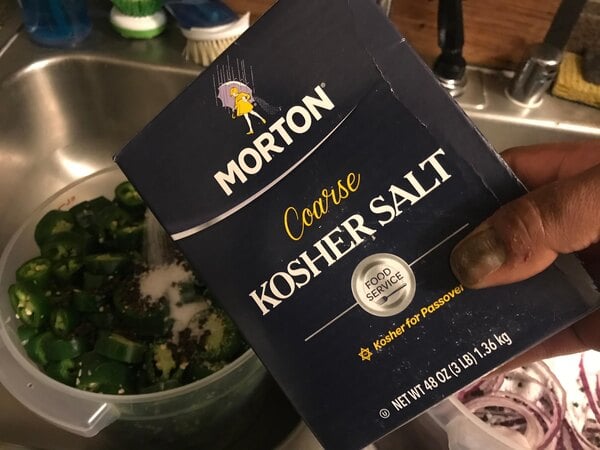 MORTON
Coarse
KOSHER SALT
FOOD
SERVICE
Kosher for Passover
NET WT 48 OZ (3 LB) 1.36 kg